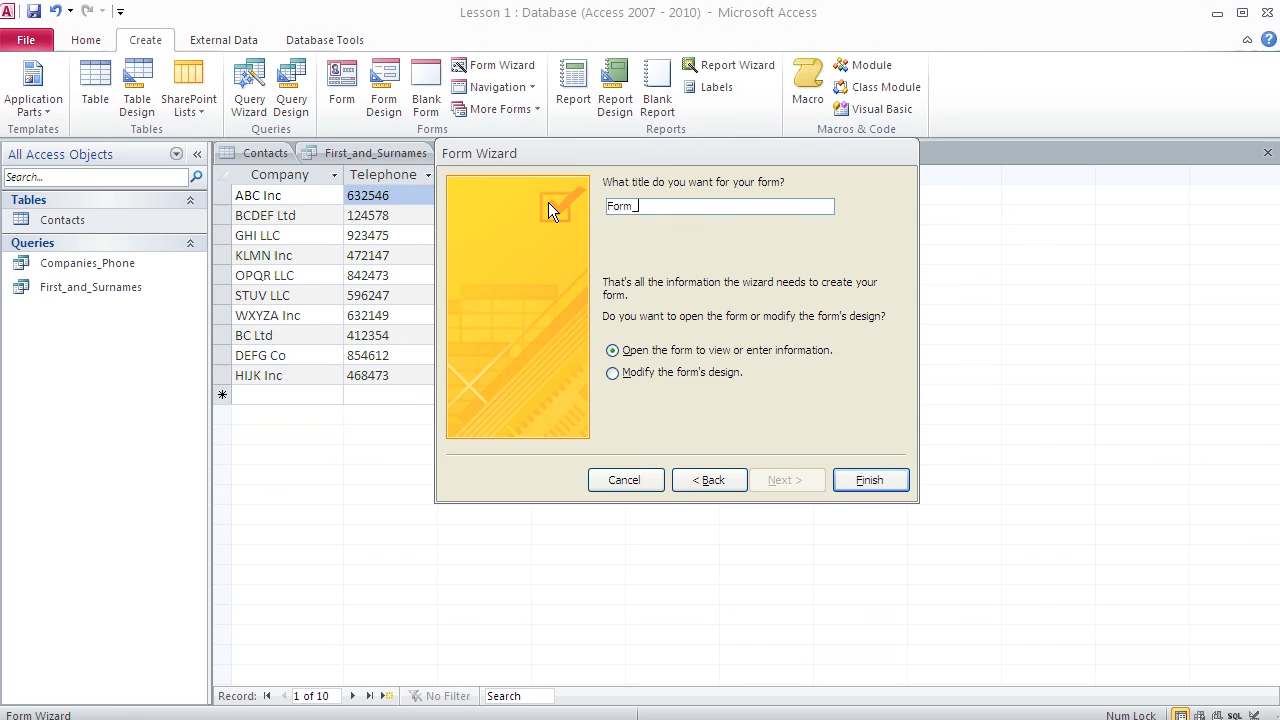 Lesson 1 : Database (Access 2007 - 2010) - Microsoft Access
File Home Create External Data Database Tools
Application Parts
Table
Table Design
SharePoint Lists
Query Wizard
Query Design
Form
Form Design
Blank Form
Form Wizard
Navigation
More Forms
Report
Report Design
Blank Report
Report Wizard
Labels
Macro
Module
Class Module
Visual Basic
Templates Tables Queries Forms Reports Macros & Code
All Access Objects
Search...
Tables
Contacts
Queries
Companies_Phone
First_and_Surnames
Contacts First_and_Surnames
Company Telephone
ABC Inc 632546
BCDEF Ltd 124578
GHI LLC 923475
KLMN Inc 472147
OPQR LLC 842473
STUV LLC 596247
WXYZA Inc 632149
BC Ltd 412354
DEFG Co 854612
HIJK Inc 468473
Form Wizard
What title do you want for your form?
Form_
That's all the information the wizard needs to create your
form.
Do you want to open the form or modify the form's design?
Open the form to view or enter information.
Modify the form's design.
Cancel < Back Next > Finish
Record: 1 of 10 No Filter Search
Form Wizard Num Lock SQL